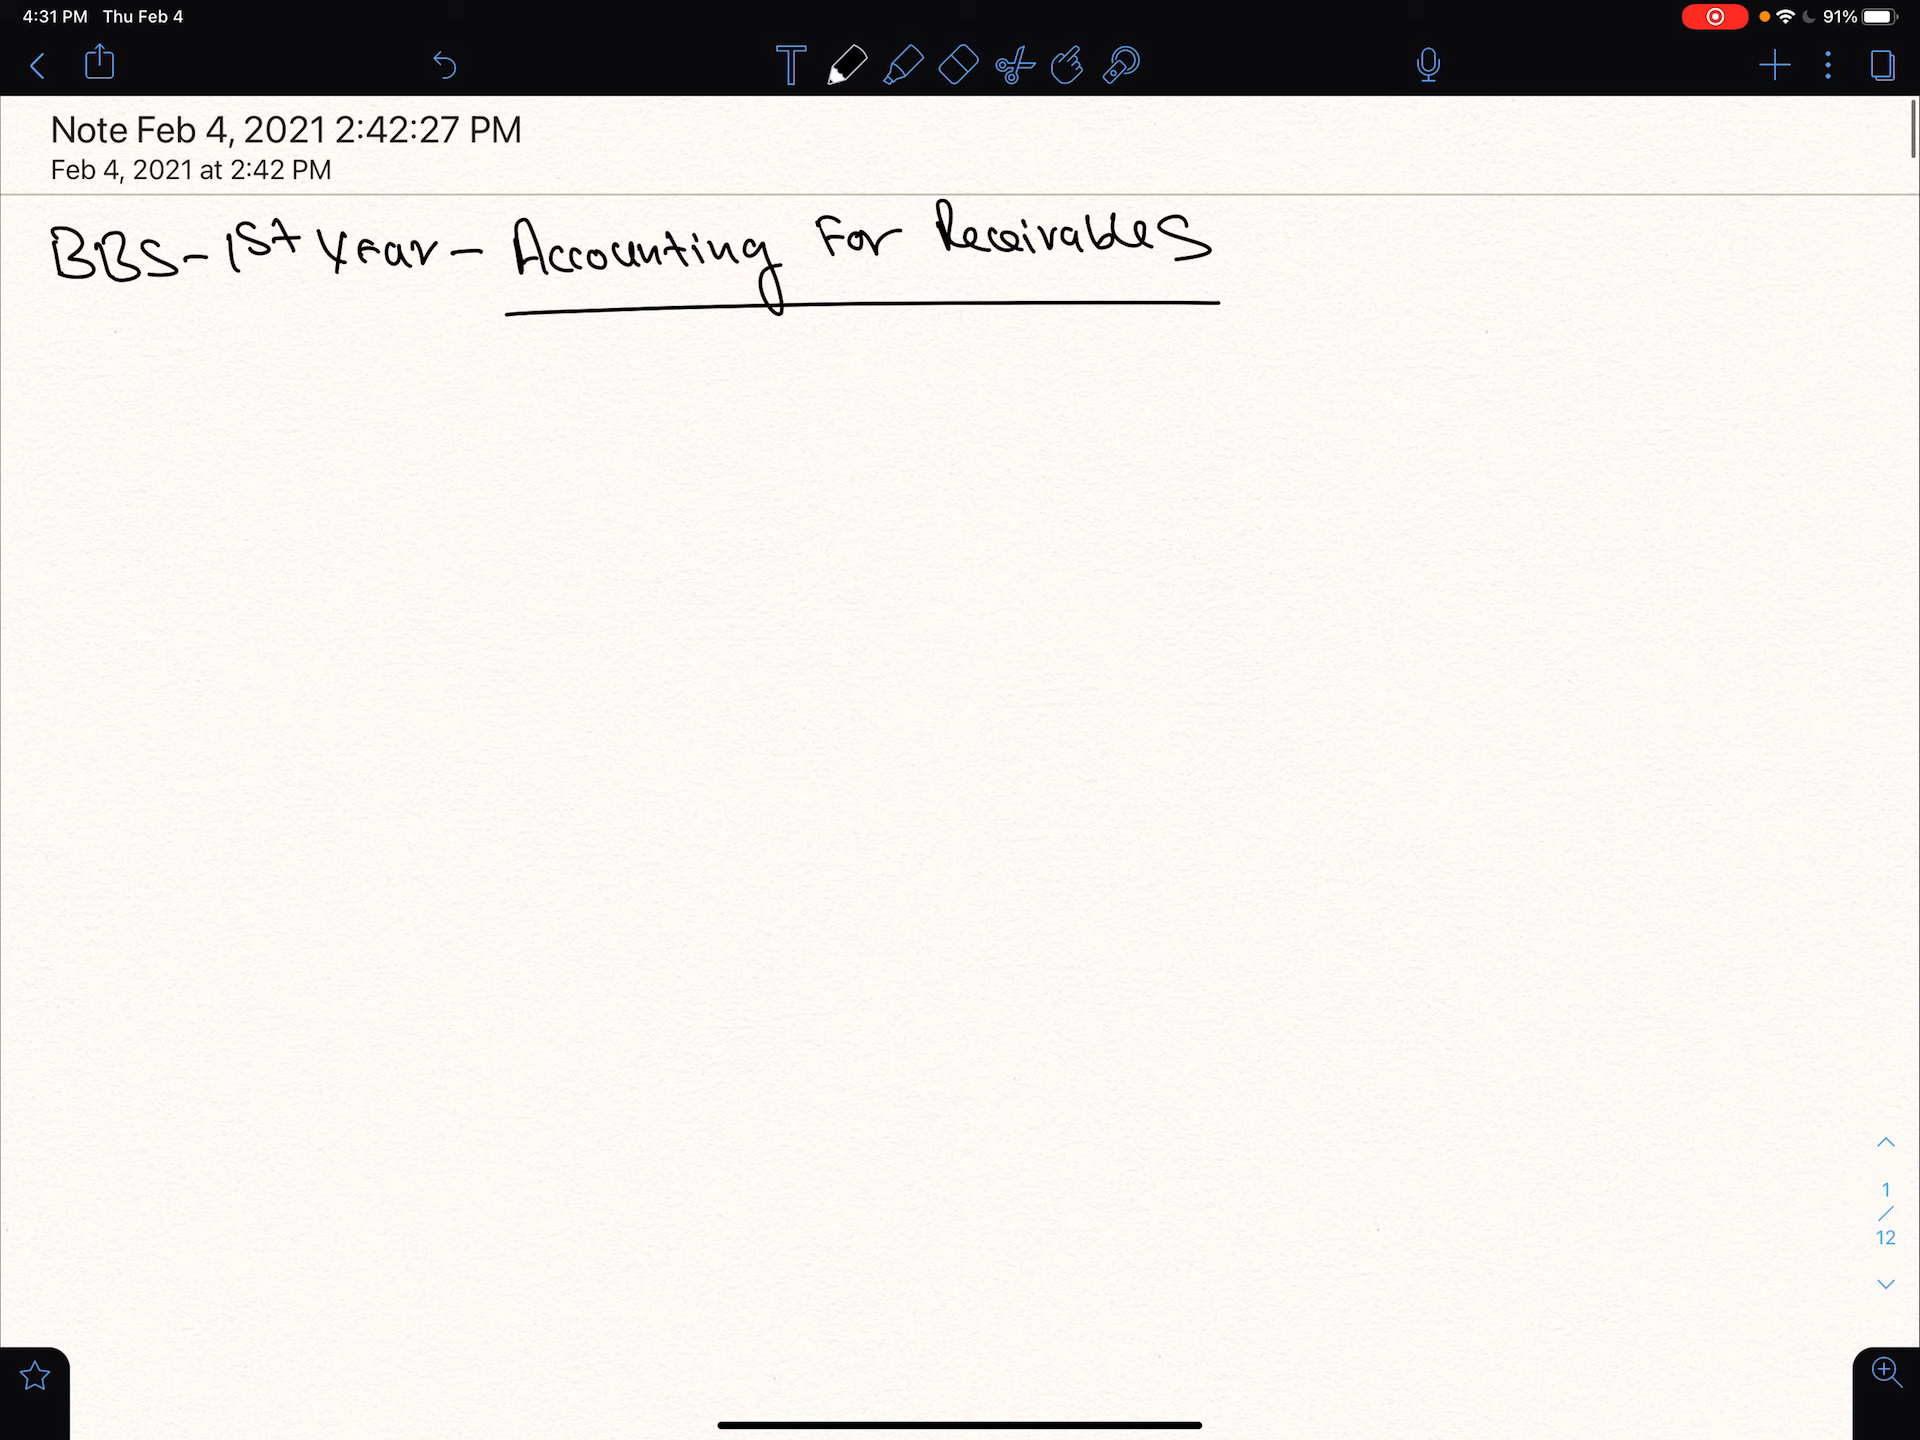 4:31 PM Thu Feb 4
91%
Note Feb 4, 2021 2:42:27 PM
Feb 4, 2021 at 2:42 PM
BBS-1st Year- Accounting For Receivables
1
/
12